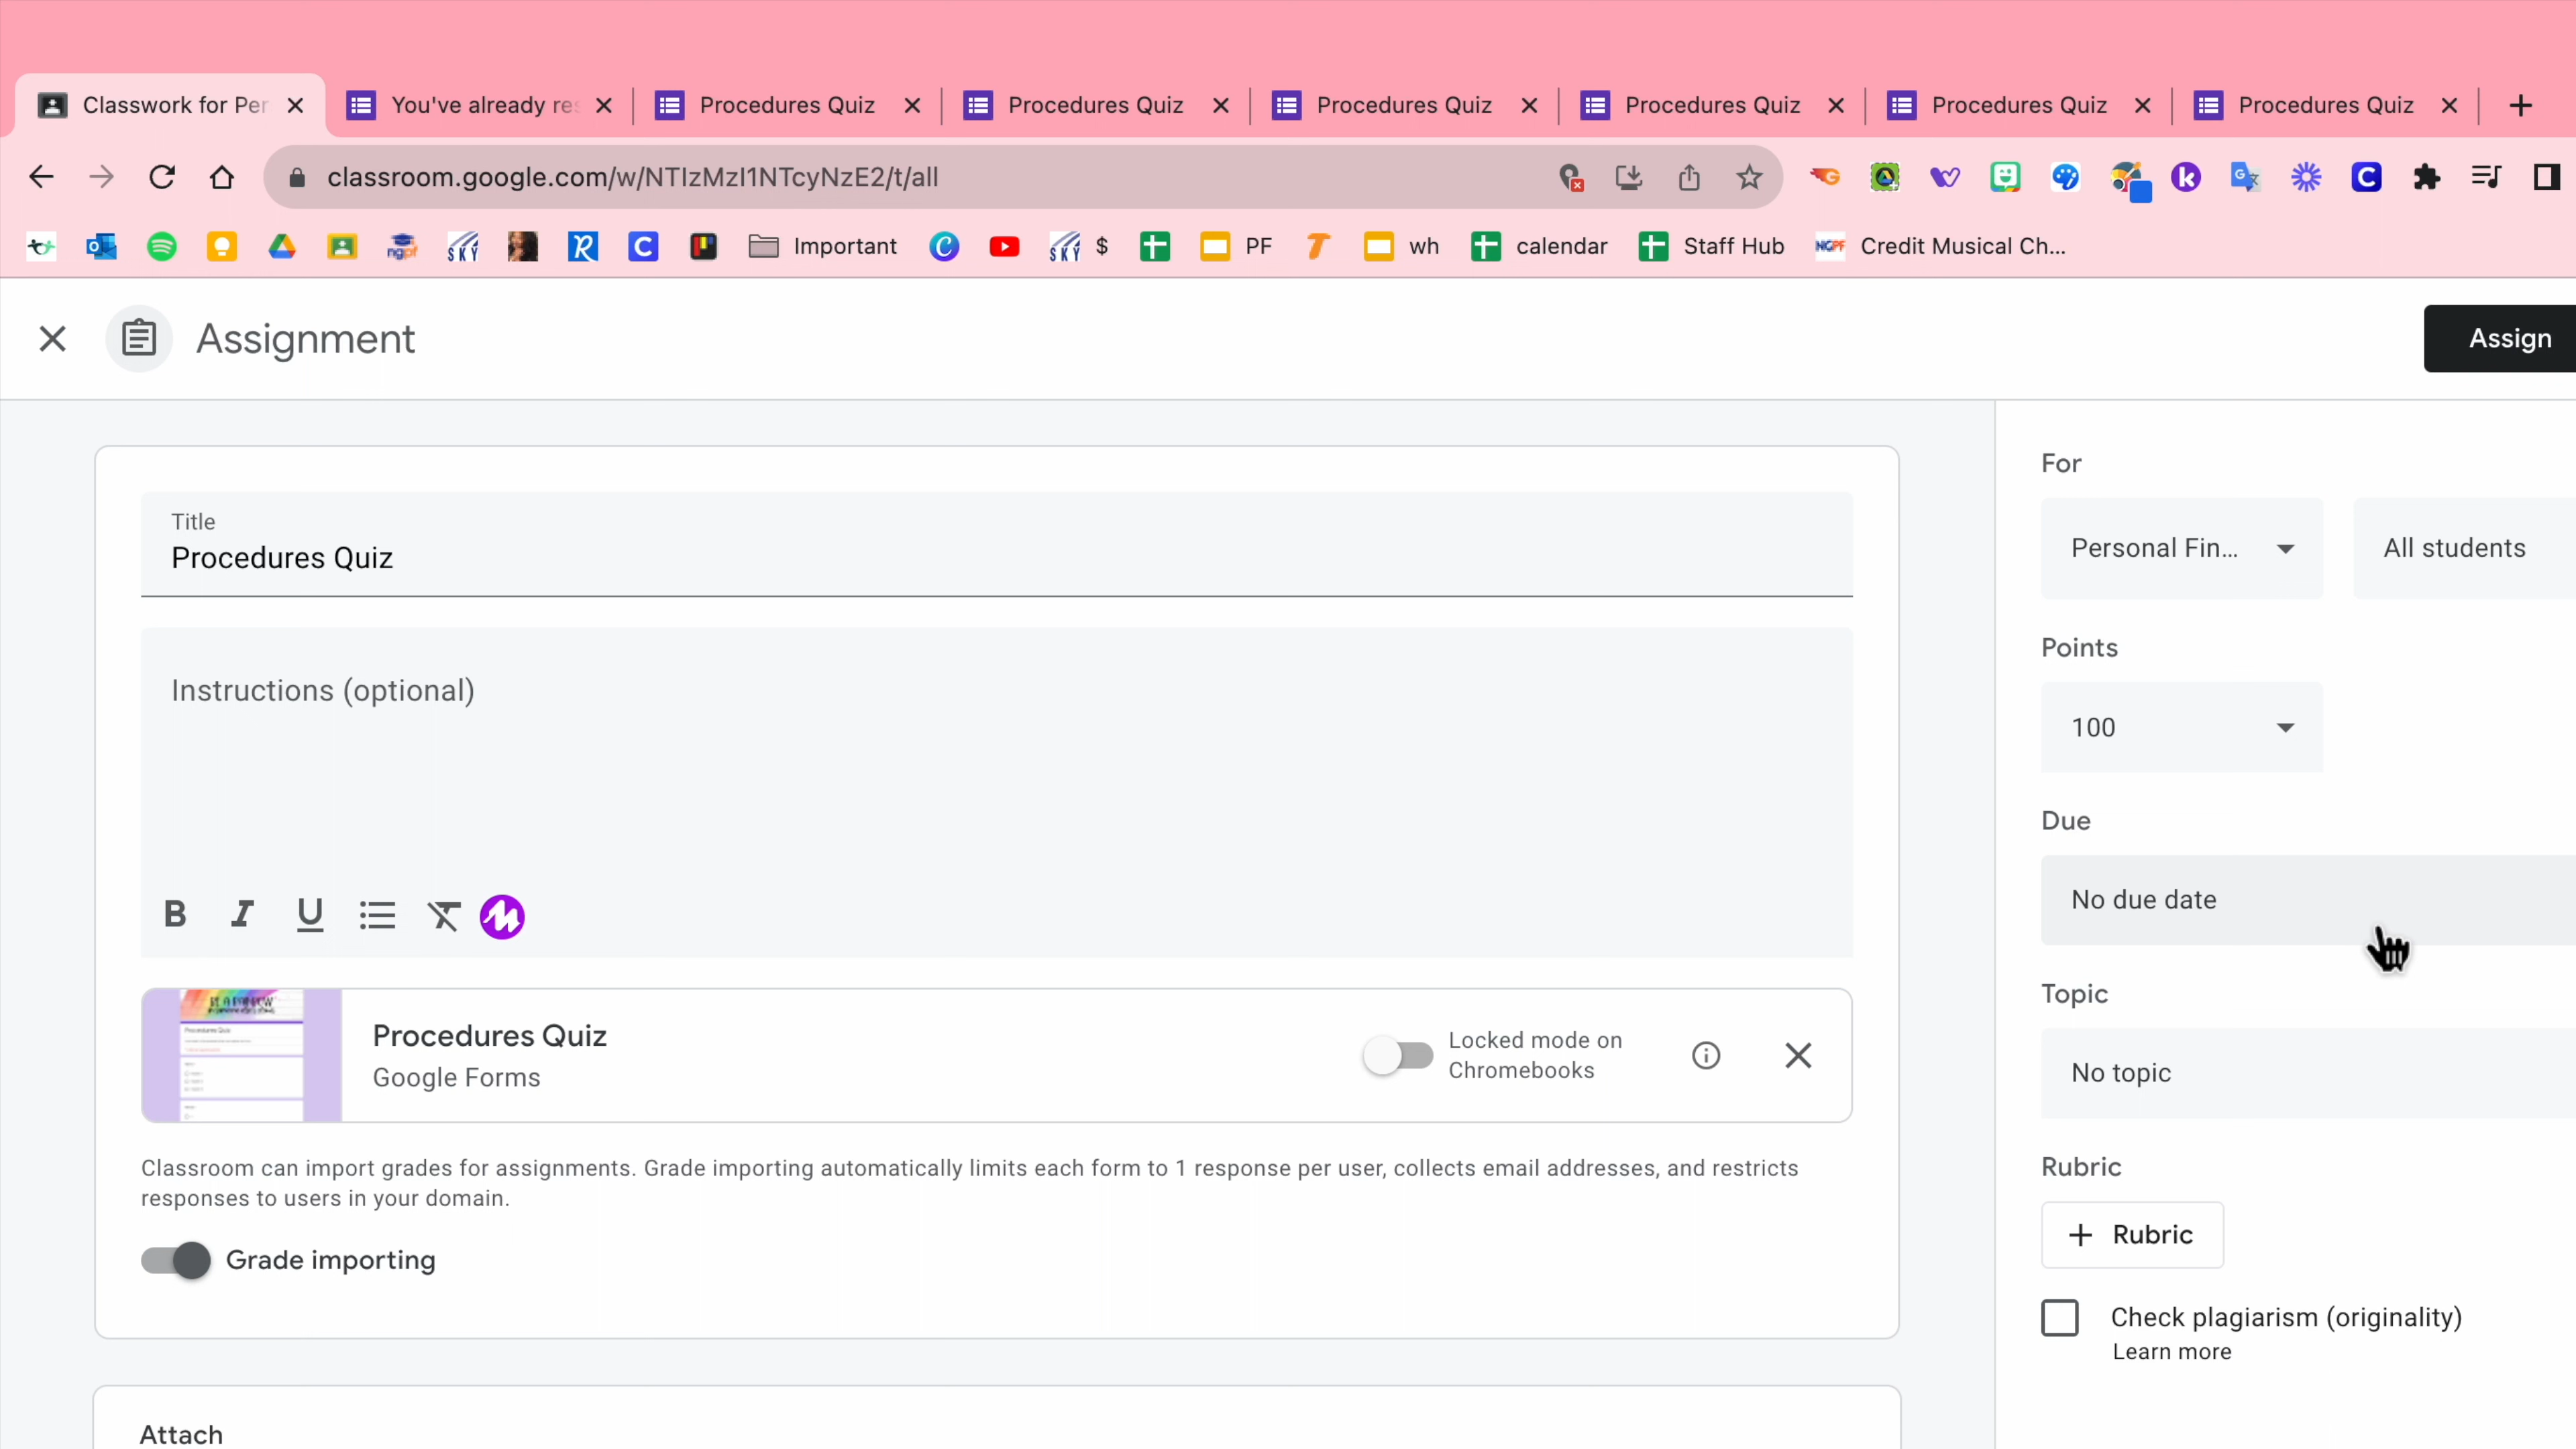 Classwork for Per
You've already res
Procedures Quiz
Procedures Quiz
Procedures Quiz
Procedures Quiz
Procedures Quiz
Procedures Quiz
classroom.google.com/w/NTIzMzI1NTcyNzE2/t/all
Important
$
PF
wh
calendar
Staff Hub
Credit Musical Ch...
Assignment
Assign
Title
Procedures Quiz
Instructions (optional)
Procedures Quiz
Google Forms
Locked mode on
Chromebooks
Classroom can import grades for assignments. Grade importing automatically limits each form to 1 response per user, collects email addresses, and restricts
responses to users in your domain.
Grade importing
Attach
For
Personal Fin...
All students
Points
100
Due
No due date
Topic
No topic
Rubric
+ Rubric
Check plagiarism (originality)
Learn more